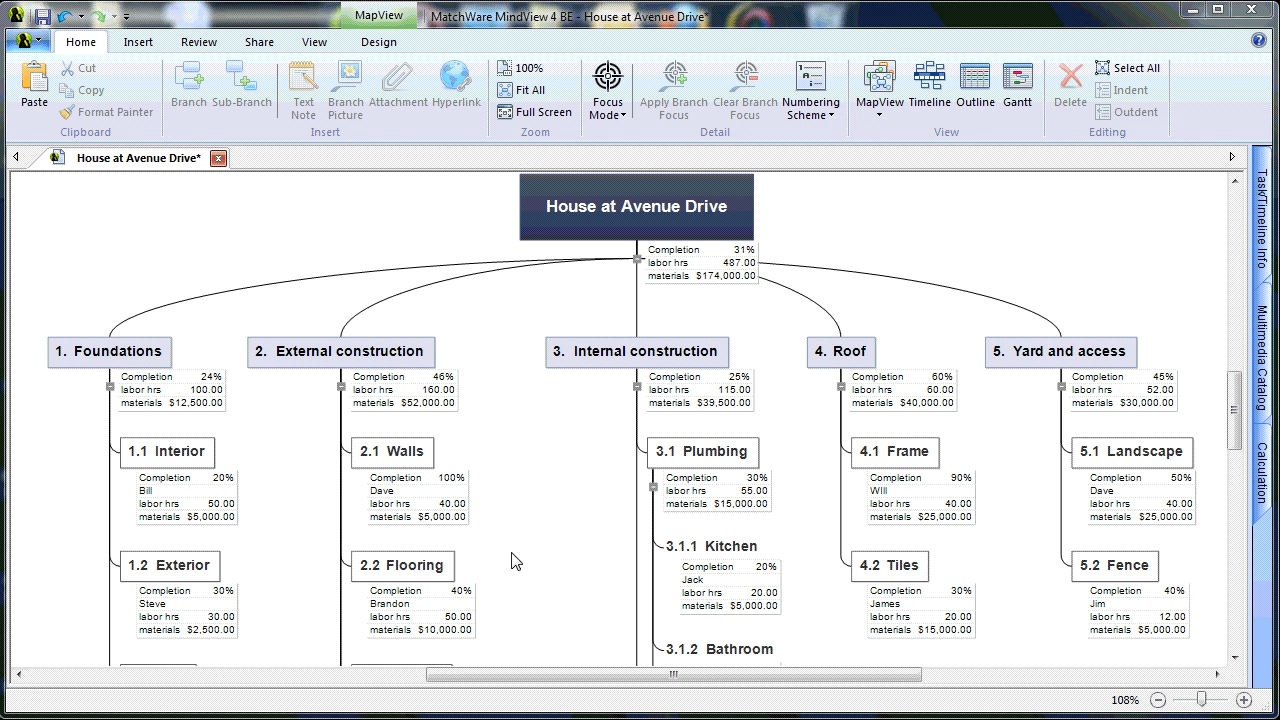 MapView
MatchWare MindView 4 BE - House at Avenue Drive*
Home Insert Review Share View Design
Paste
Cut
Copy
Format Painter
Clipboard
Branch Sub-Branch
Text Note
Branch Picture
Attachment
Hyperlink
Insert
100%
Fit All
Full Screen
Zoom
Focus Mode
Apply Branch Focus
Clear Branch Focus
Numbering Scheme
Detail
MapView Timeline Outline Gantt
View
Delete
Select All
Indent
Outdent
Editing
House at Avenue Drive*
House at Avenue Drive
Completion 31%
labor hrs 487.00
materials $174,000.00
1. Foundations
Completion 24%
labor hrs 100.00
materials $12,500.00
1.1 Interior
Completion 20%
Bill
labor hrs 50.00
materials $5,000.00
1.2 Exterior
Completion 30%
Steve
labor hrs 30.00
materials $2,500.00
2. External construction
Completion 46%
labor hrs 160.00
materials $52,000.00
2.1 Walls
Completion 100%
Dave
labor hrs 40.00
materials $5,000.00
2.2 Flooring
Completion 40%
Brandon
labor hrs 50.00
materials $10,000.00
3. Internal construction
Completion 25%
labor hrs 115.00
materials $39,500.00
3.1 Plumbing
Completion 30%
labor hrs 55.00
materials $15,000.00
3.1.1 Kitchen
Completion 20%
Jack
labor hrs 20.00
materials $5,000.00
3.1.2 Bathroom
4. Roof
Completion 60%
labor hrs 60.00
materials $40,000.00
4.1 Frame
Completion 90%
WIll
labor hrs 40.00
materials $25,000.00
4.2 Tiles
Completion 30%
James
labor hrs 20.00
materials $15,000.00
5. Yard and access
Completion 45%
labor hrs 52.00
materials $30,000.00
5.1 Landscape
Completion 50%
Dave
labor hrs 40.00
materials $25,000.00
5.2 Fence
Completion 40%
Jim
labor hrs 12.00
materials $5,000.00
Task/Timeline Info
Multimedia Catalog
Calculation
108%